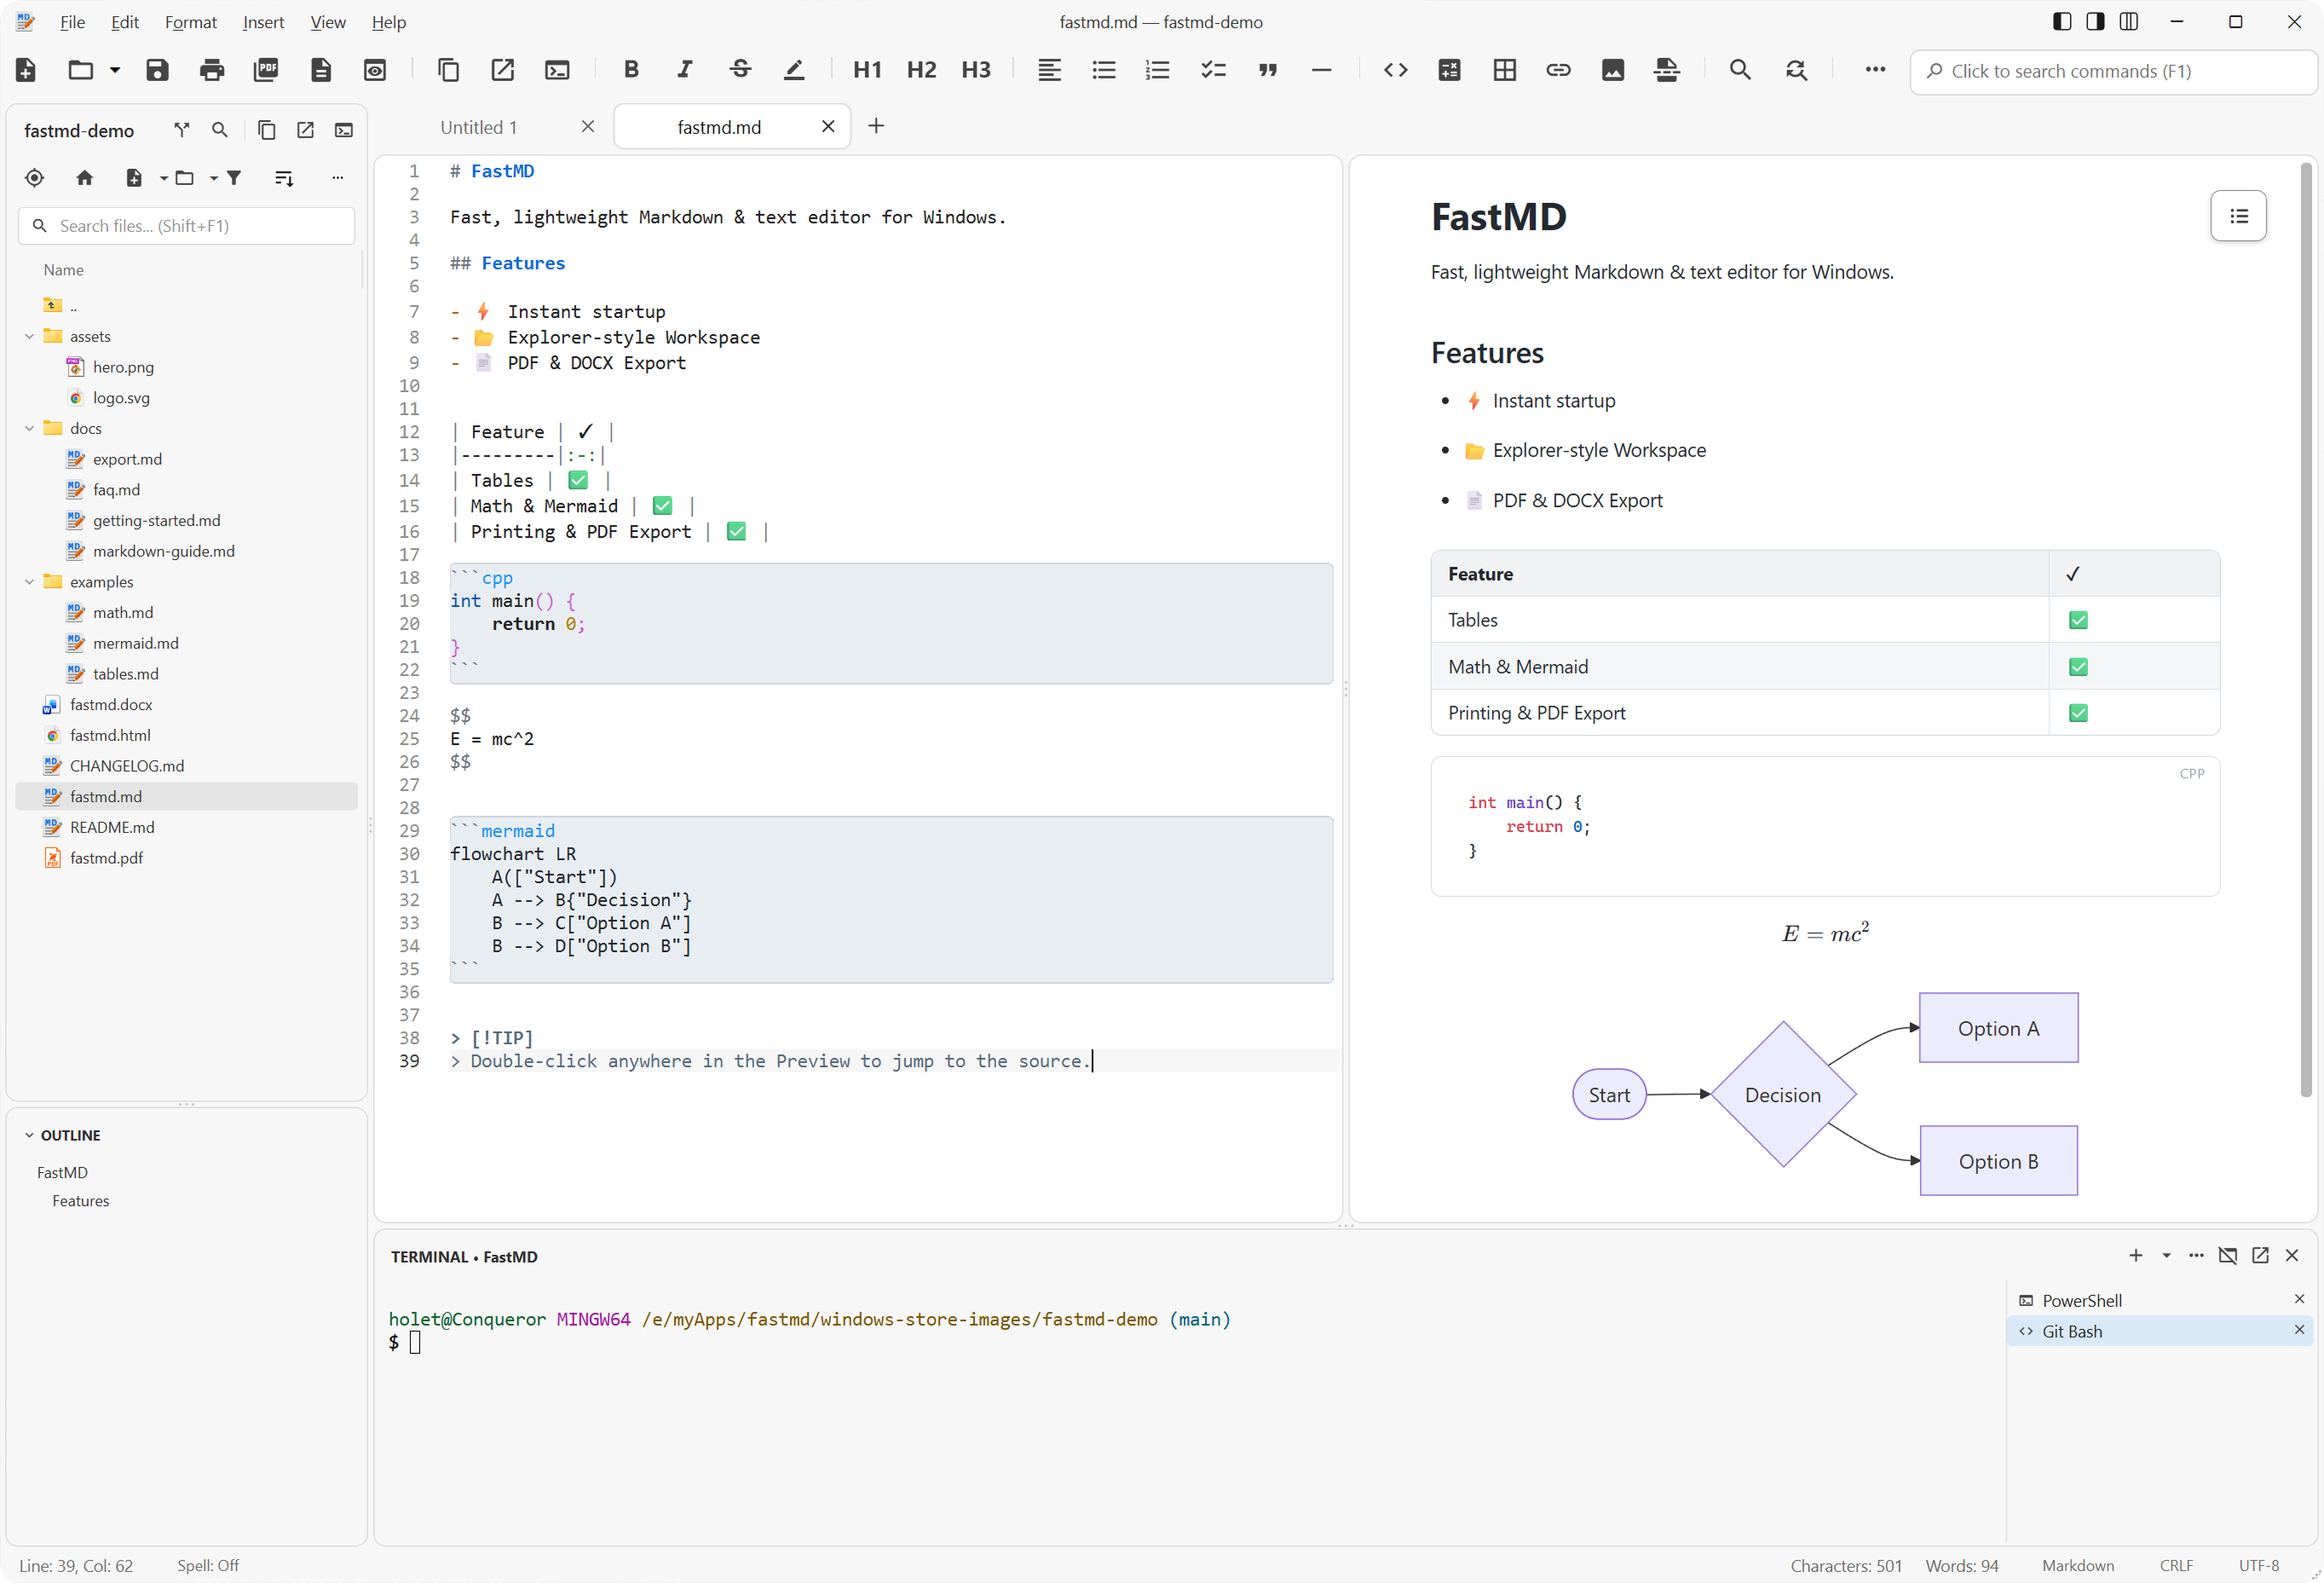 File Edit Format Insert View Help
fastmd.md — fastmd-demo
H1 H2 H3
Click to search commands (F1)
fastmd-demo
Search files... (Shift+F1)
Name
..
assets
hero.png
logo.svg
docs
export.md
faq.md
getting-started.md
markdown-guide.md
examples
math.md
mermaid.md
tables.md
fastmd.docx
fastmd.html
CHANGELOG.md
fastmd.md
README.md
fastmd.pdf
OUTLINE
FastMD
Features
Untitled 1
fastmd.md
1 # FastMD
2
3 Fast, lightweight Markdown & text editor for Windows.
4
5 ## Features
6
7 - ⚡ Instant startup
8 - 📂 Explorer-style Workspace
9 - 📄 PDF & DOCX Export
10
11
12 | Feature | ✓ |
13 |---------|:-:|
14 | Tables | ✅ |
15 | Math & Mermaid | ✅ |
16 | Printing & PDF Export | ✅ |
17
18 ```cpp
19 int main() {
20     return 0;
21 }
22 ```
23
24 $$
25 E = mc^2
26 $$
27
28
29 ```mermaid
30 flowchart LR
31     A(["Start"])
32     A --> B{"Decision"}
33     B --> C["Option A"]
34     B --> D["Option B"]
35 ```
36
37
38 > [!TIP]
39 > Double-click anywhere in the Preview to jump to the source.
FastMD
Fast, lightweight Markdown & text editor for Windows.
Features
• ⚡ Instant startup
• 📂 Explorer-style Workspace
• 📄 PDF & DOCX Export
Feature ✓
Tables ✅
Math & Mermaid ✅
Printing & PDF Export ✅
CPP
int main() {
    return 0;
}
E = mc²
Start
Decision
Option A
Option B
TERMINAL • FastMD
holet@Conqueror MINGW64 /e/myApps/fastmd/windows-store-images/fastmd-demo (main)
$
PowerShell
Git Bash
Line: 39, Col: 62 Spell: Off
Characters: 501 Words: 94 Markdown CRLF UTF-8